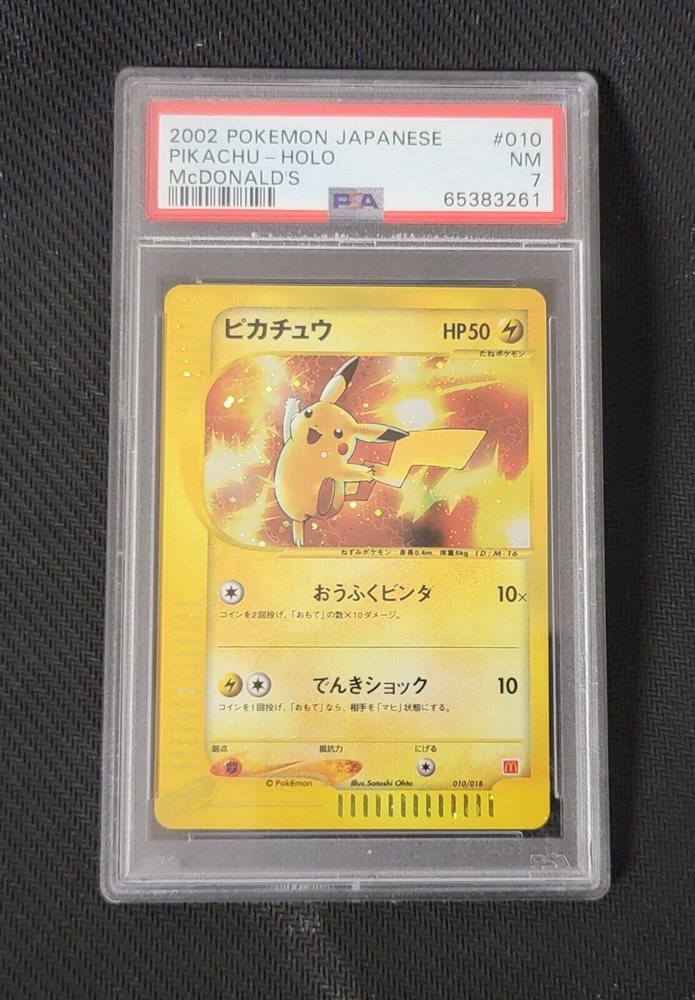 2002 POKEMON JAPANESE #010
PIKACHU - HOLO NM
McDONALD'S 7
PSA 65383261
ピカチュウ HP50
たねポケモン
ねずみポケモン:身長0.4m、体重6kg ID:M-16
おうふくビンタ 10×
コインを2回投げ、「おもて」の数×10ダメージ。
でんきショック 10
コインを1回投げ、「おもて」なら、相手を「マヒ」状態にする。
弱点 抵抗力 にげる
© Pokémon Illus.Satoshi Ohta 010/018